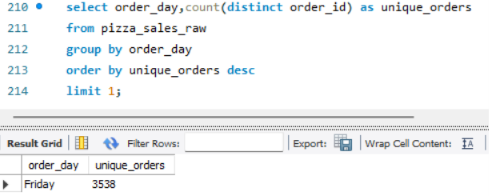 210 select order_day,count(distinct order_id) as unique_orders
211 from pizza_sales_raw
212 group by order_day
213 order by unique_orders desc
214 limit 1;
Result Grid Filter Rows: Export: Wrap Cell Content: IA
order_day unique_orders
Friday 3538